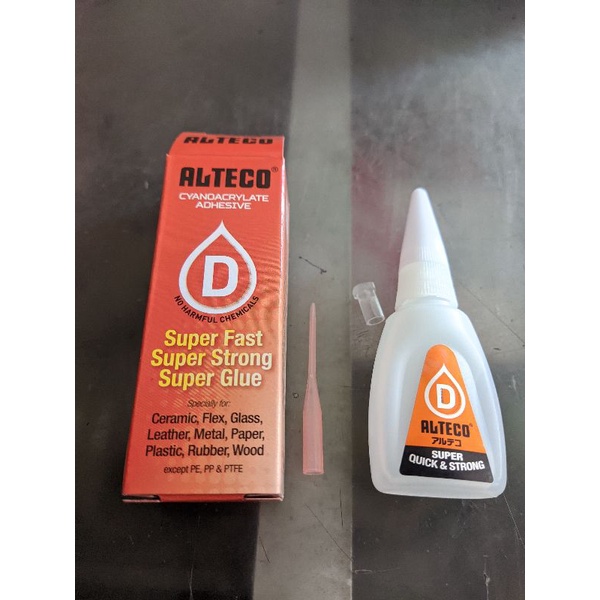 ALTECO
ALTECO®
CYANOACRYLATE
ADHESIVE
D
NO HARMFUL CHEMICALS
Super Fast
Super Strong
Super Glue
Specially for:
Ceramic, Flex, Glass,
Leather, Metal, Paper,
Plastic, Rubber, Wood
except PE, PP & PTFE
D
ALTECO®
アルテコ
SUPER
QUICK & STRONG